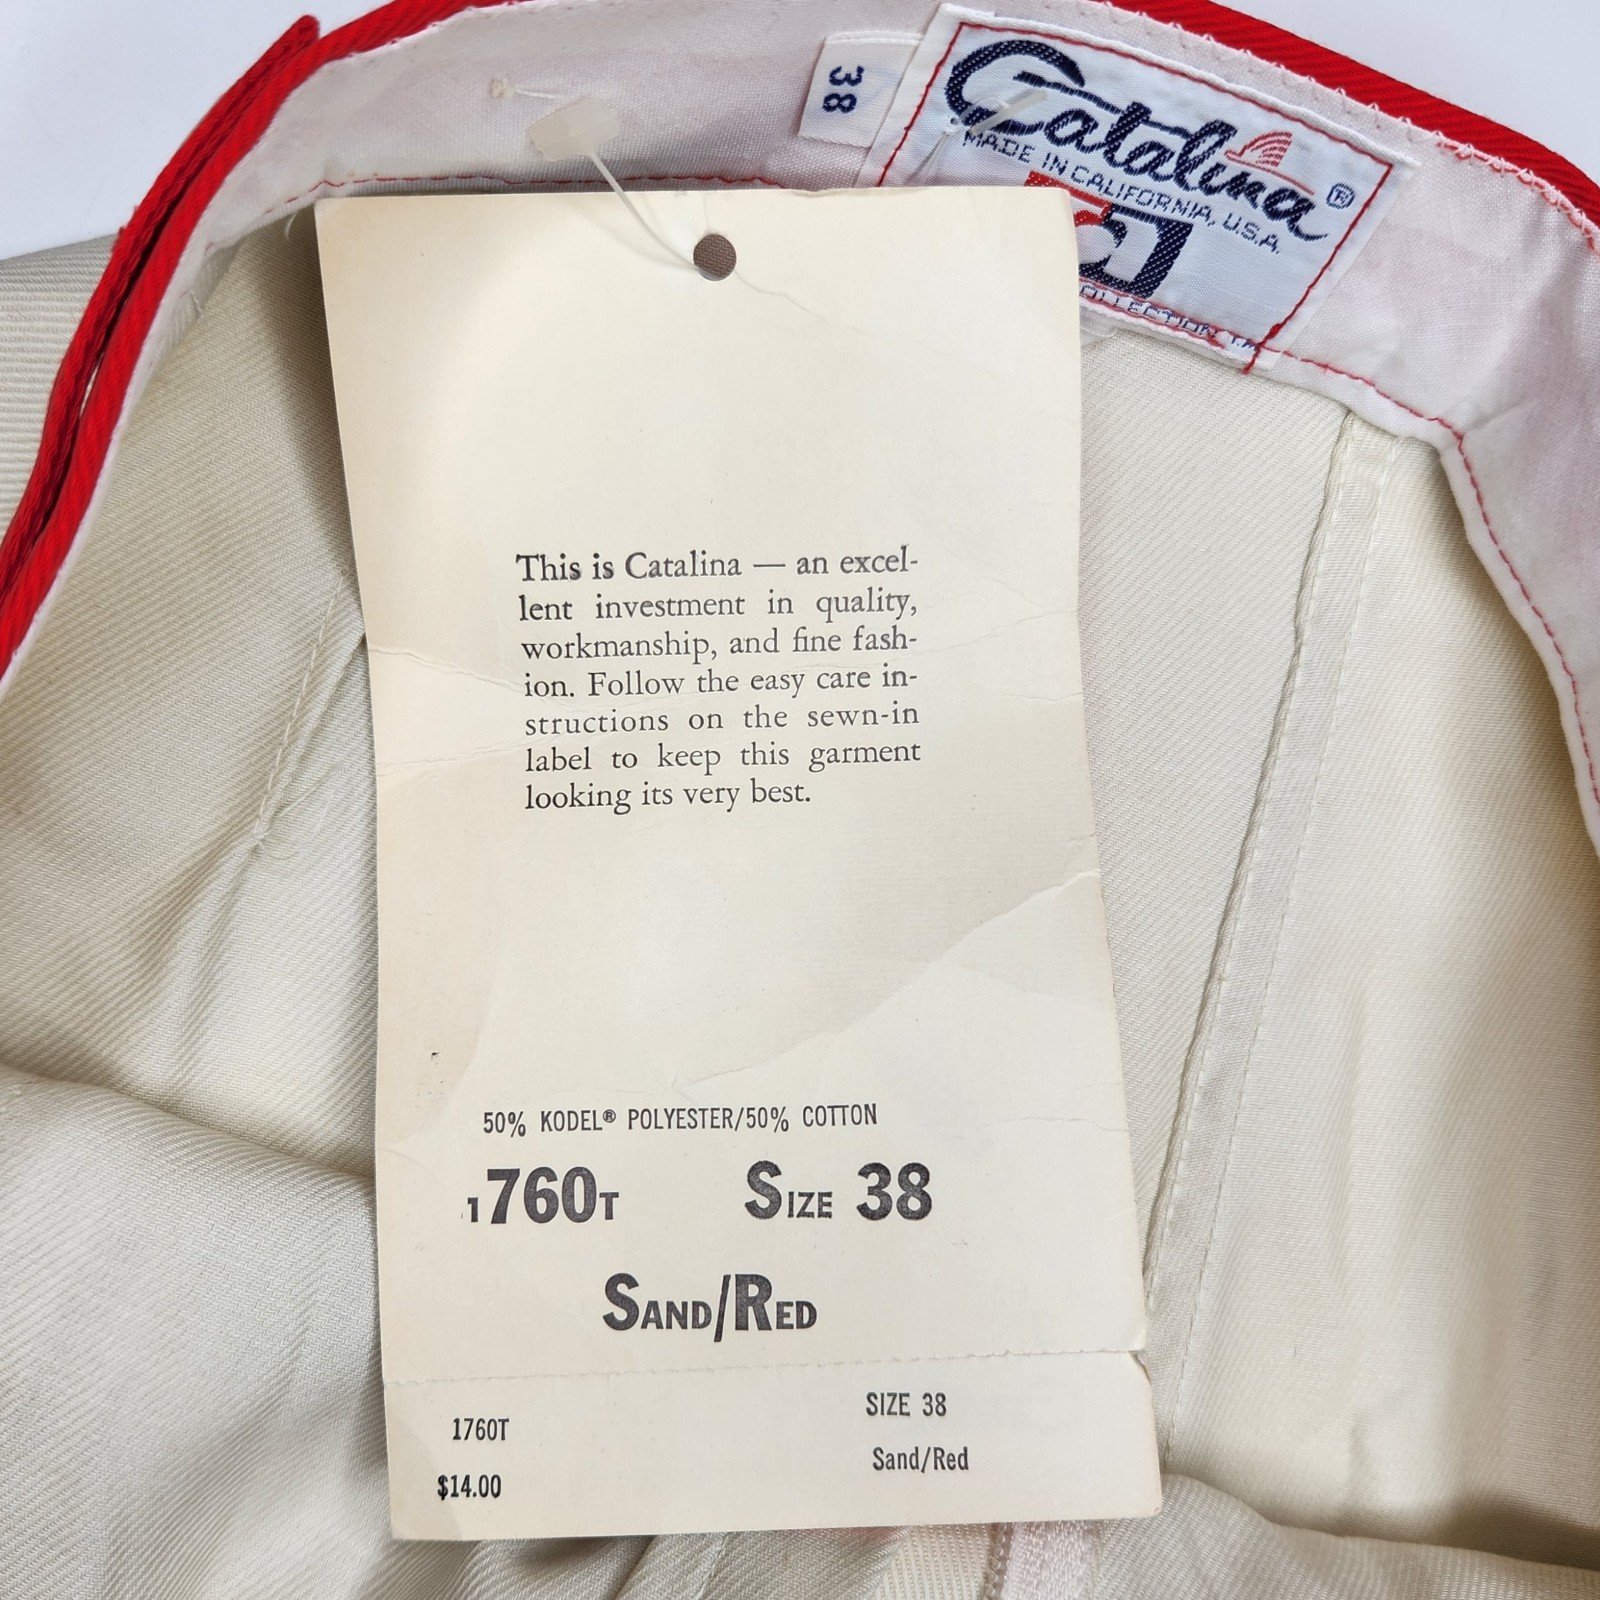 38
Catalina®
MADE IN CALIFORNIA, U.S.A.
COLLECTION T.M.
This is Catalina — an excel-
lent investment in quality,
workmanship, and fine fash-
ion. Follow the easy care in-
structions on the sewn-in
label to keep this garment
looking its very best.
50% KODEL® POLYESTER/50% COTTON
1760T SIZE 38
SAND/RED
1760T SIZE 38
$14.00 Sand/Red